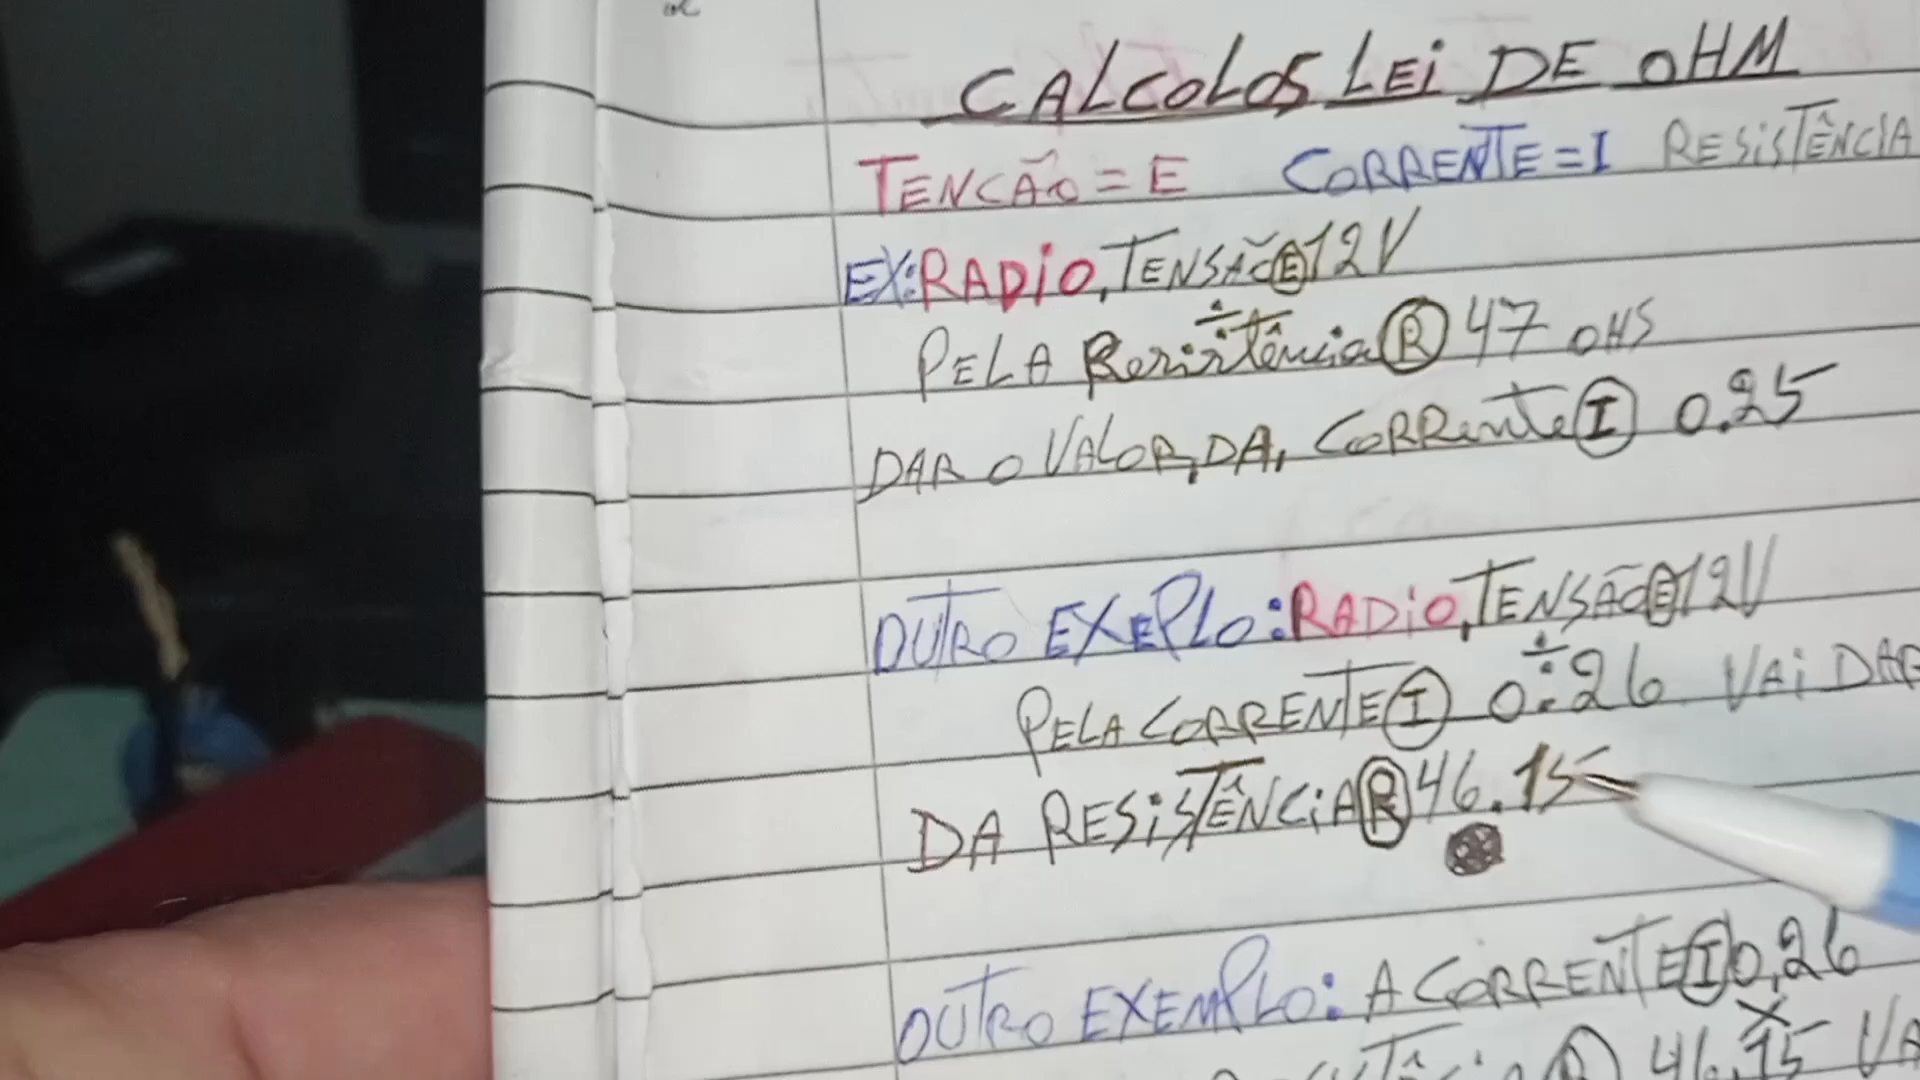 CALCOLOS LEI DE OHM
TENCÃO = E CORRENTE = I RESISTÊNCIA
EX: RADIO, TENSÃO E 12V
÷
PELA Resistência R 47 OHS
DAR O VALOR, DA, CORRente I 0.25
OUTRO EXEPLO: RADIO, TENSÃO E 12V
÷
PELA CORRENTE I 0.26 VAI DAR
DA RESISTÊNCIA R 46.15
OUTRO EXEMPLO: A CORRENTE I 0,26
X
R 46,15 VA